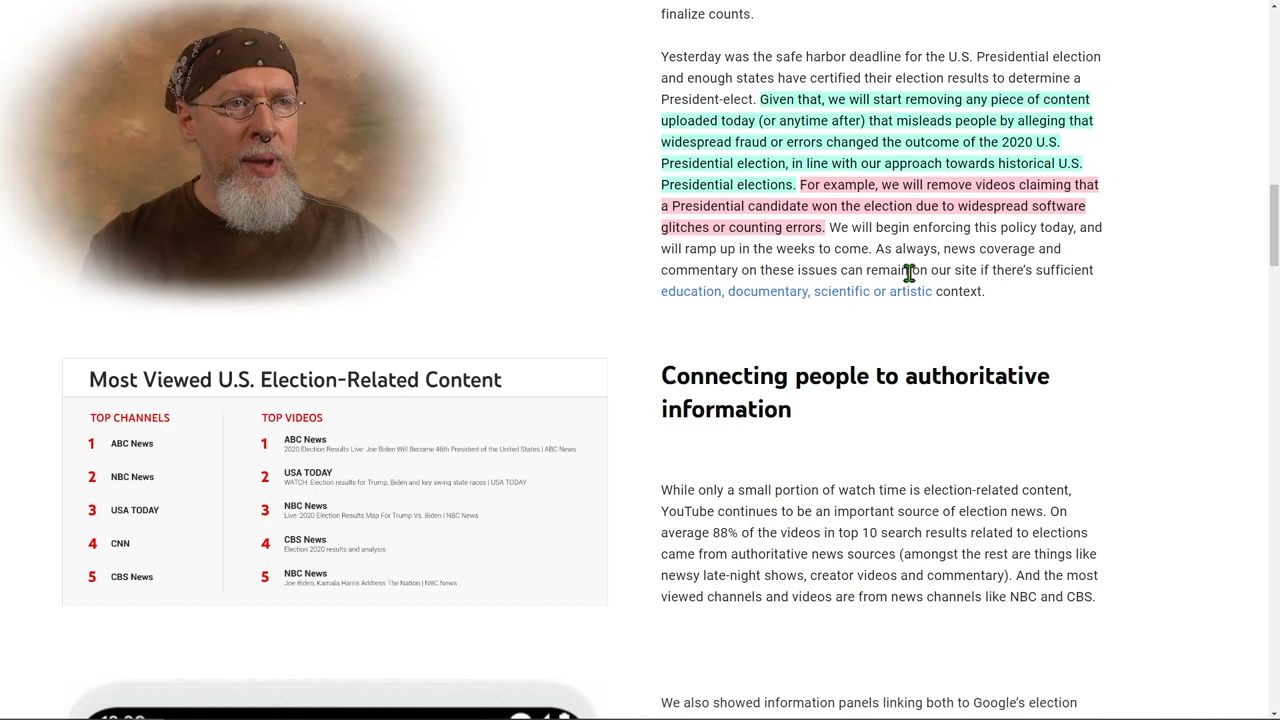 finalize counts.
Yesterday was the safe harbor deadline for the U.S. Presidential election
and enough states have certified their election results to determine a
President-elect. Given that, we will start removing any piece of content
uploaded today (or anytime after) that misleads people by alleging that
widespread fraud or errors changed the outcome of the 2020 U.S.
Presidential election, in line with our approach towards historical U.S.
Presidential elections. For example, we will remove videos claiming that
a Presidential candidate won the election due to widespread software
glitches or counting errors. We will begin enforcing this policy today, and
will ramp up in the weeks to come. As always, news coverage and
commentary on these issues can remain on our site if there's sufficient
education, documentary, scientific or artistic context.
Most Viewed U.S. Election-Related Content
TOP CHANNELS
1 ABC News
2 NBC News
3 USA TODAY
4 CNN
5 CBS News
TOP VIDEOS
1 ABC News
2020 Election Results Live: Joe Biden Will Become 46th President of the United States | ABC News
2 USA TODAY
WATCH: Election results for Trump, Biden and key swing state races | USA TODAY
3 NBC News
Live: 2020 Election Results Map For Trump Vs. Biden | NBC News
4 CBS News
Election 2020 results and analysis
5 NBC News
Joe Biden, Kamala Harris Address The Nation | NBC News
Connecting people to authoritative
information
While only a small portion of watch time is election-related content,
YouTube continues to be an important source of election news. On
average 88% of the videos in top 10 search results related to elections
came from authoritative news sources (amongst the rest are things like
newsy late-night shows, creator videos and commentary). And the most
viewed channels and videos are from news channels like NBC and CBS.
We also showed information panels linking both to Google's election